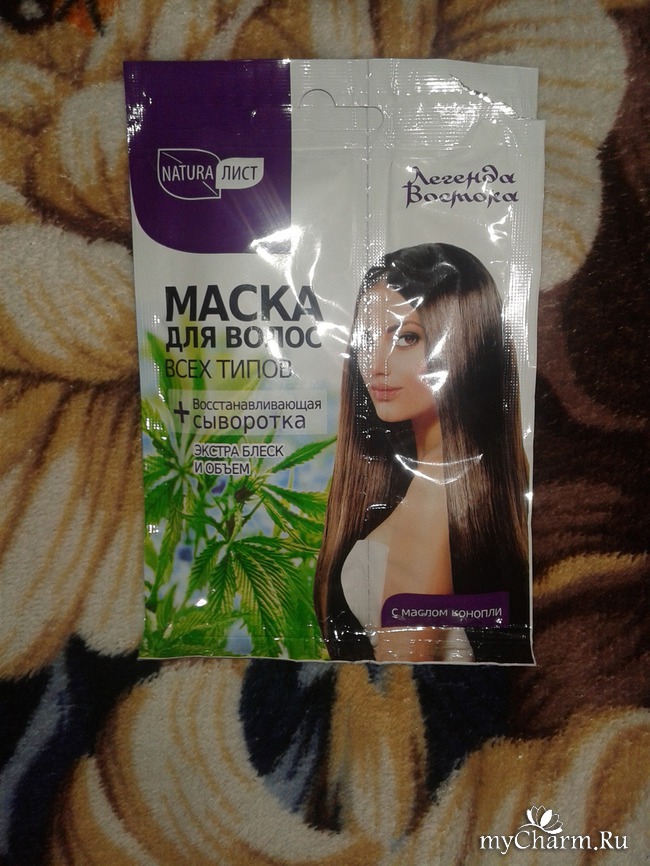 NATURA ЛИСТ
Легенда
Востока
МАСКА
ДЛЯ ВОЛОС
ВСЕХ ТИПОВ
+ Восстанавливающая
сыворотка
ЭКСТРА БЛЕСК
И ОБЪЕМ
С МАСЛОМ КОНОПЛИ
myCharm.Ru